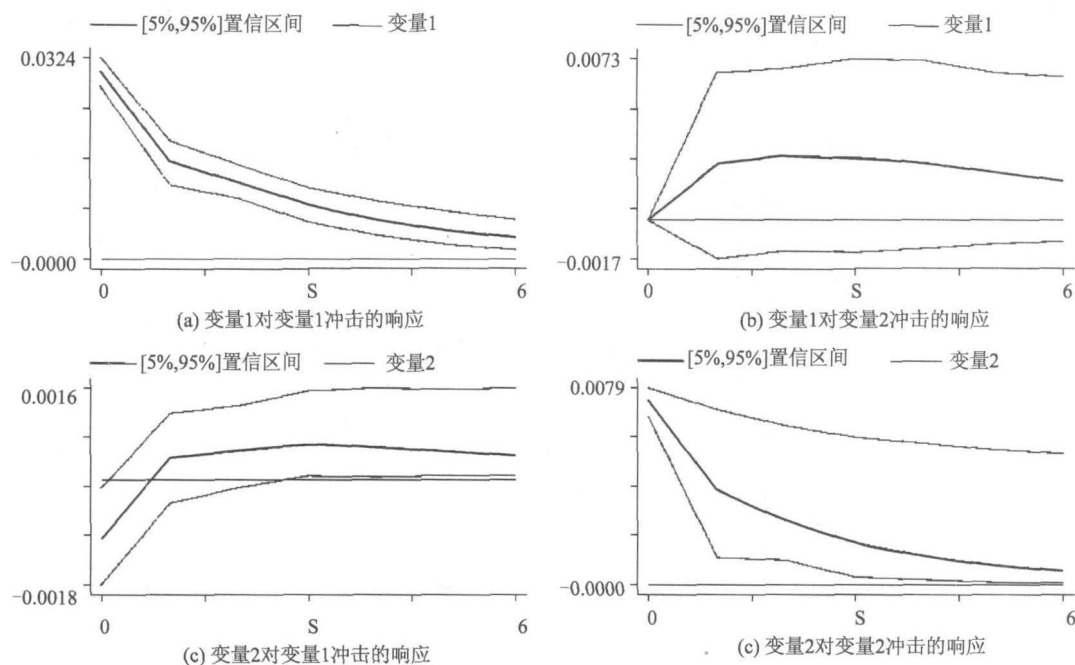 [5%,95%]置信区间 变量1
0.0324
−0.0000
0 S 6
(a) 变量1对变量1冲击的响应
[5%,95%]置信区间 变量1
0.0073
−0.0017
0 S 6
(b) 变量1对变量2冲击的响应
[5%,95%]置信区间 变量2
0.0016
−0.0018
0 S 6
(c) 变量2对变量1冲击的响应
[5%,95%]置信区间 变量2
0.0079
−0.0000
0 S 6
(c) 变量2对变量2冲击的响应